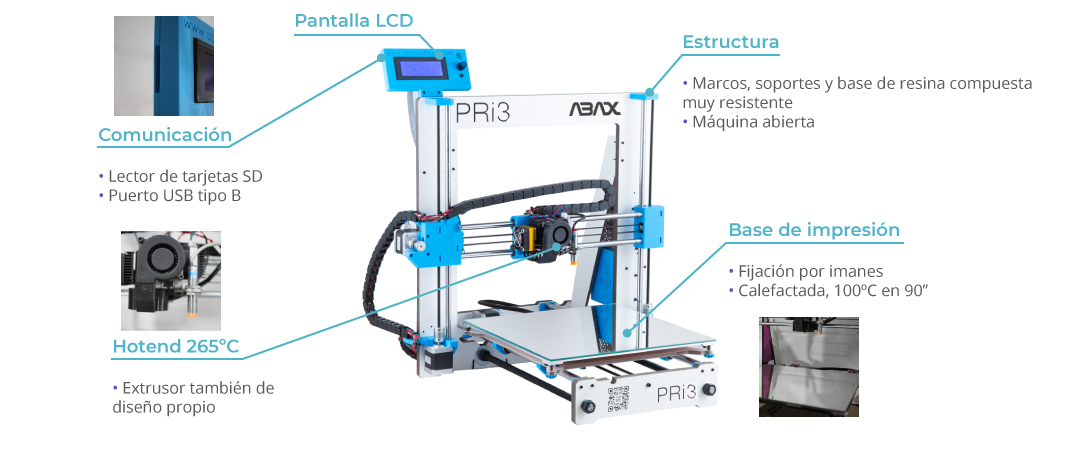 Pantalla LCD
Estructura
• Marcos, soportes y base de resina compuesta
muy resistente
• Máquina abierta
Comunicación
• Lector de tarjetas SD
• Puerto USB tipo B
PRi3
ABAX
Base de impresión
• Fijación por imanes
• Calefactada, 100ºC en 90”
Hotend 265ºC
• Extrusor también de
diseño propio
PRi3